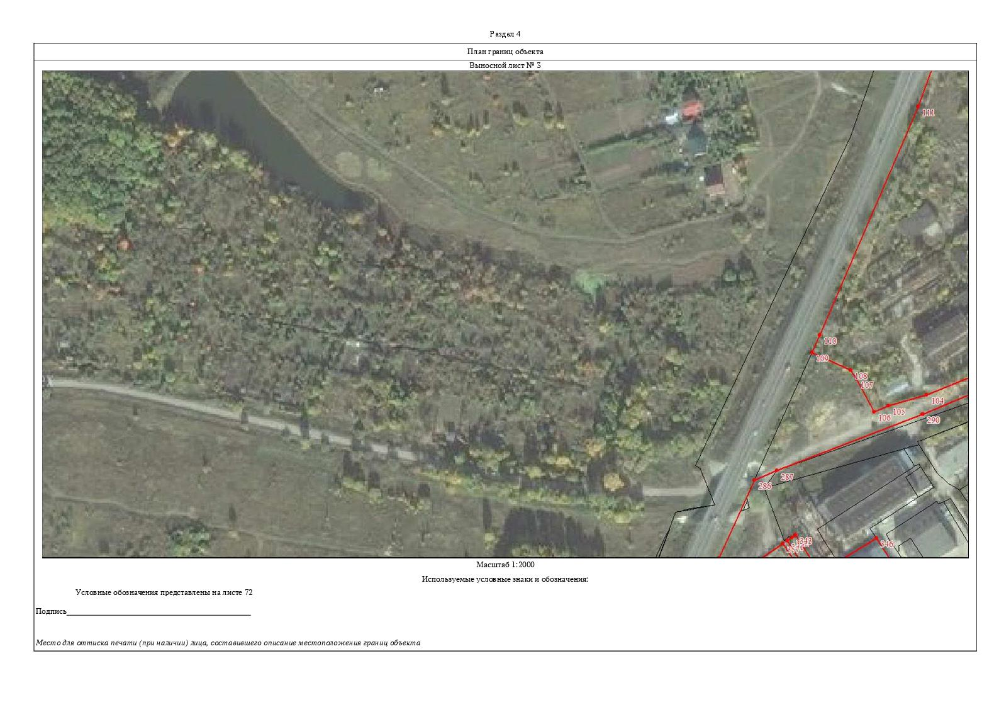 Раздел 4
План границ объекта
Выносной лист № 3
111
110
109
108
107
104
105
106
290
287
286
343
346
Масштаб 1:2000
Используемые условные знаки и обозначения:
Условные обозначения представлены на листе 72
Подпись
Место для оттиска печати (при наличии) лица, составившего описание местоположения границ объекта